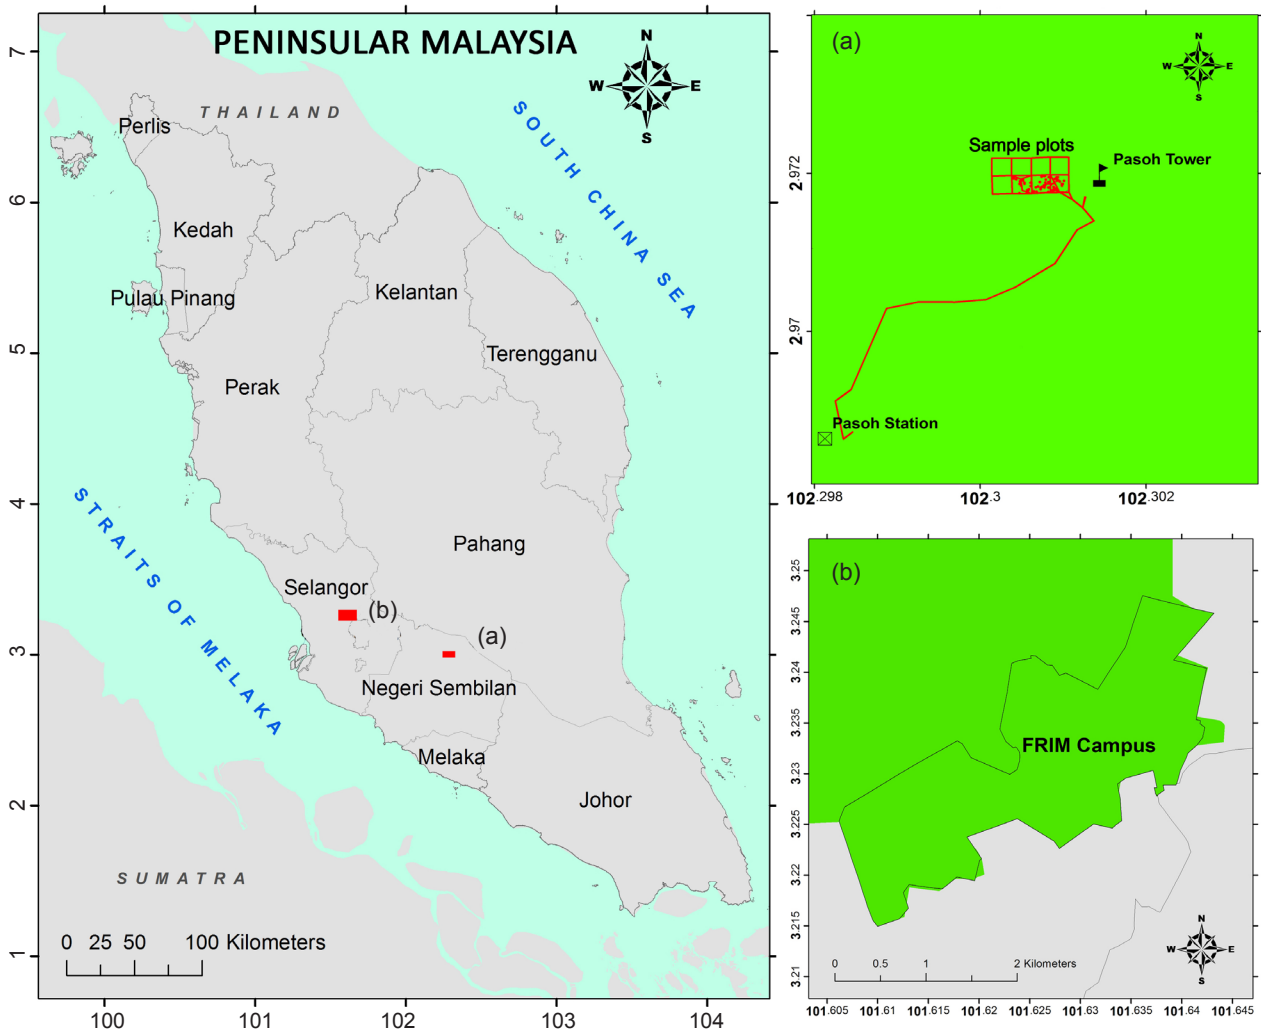 PENINSULAR MALAYSIA
N
W E
S
THAILAND
SOUTH CHINA SEA
Perlis
Kedah
Pulau Pinang
Kelantan
Terengganu
Perak
Pahang
STRAITS OF MELAKA
Selangor
(b)
(a)
Negeri Sembilan
Melaka
Johor
SUMATRA
0 25 50 100 Kilometers
7
6
5
4
3
2
1
100 101 102 103 104
(a)
N
W E
S
Sample plots
Pasoh Tower
Pasoh Station
2.972
2.97
102.298 102.3 102.302
(b)
FRIM Campus
N
W E
S
0 0.5 1 2 Kilometers
3.25
3.245
3.24
3.235
3.23
3.225
3.22
3.215
3.21
101.605 101.61 101.615 101.62 101.625 101.63 101.635 101.64 101.645